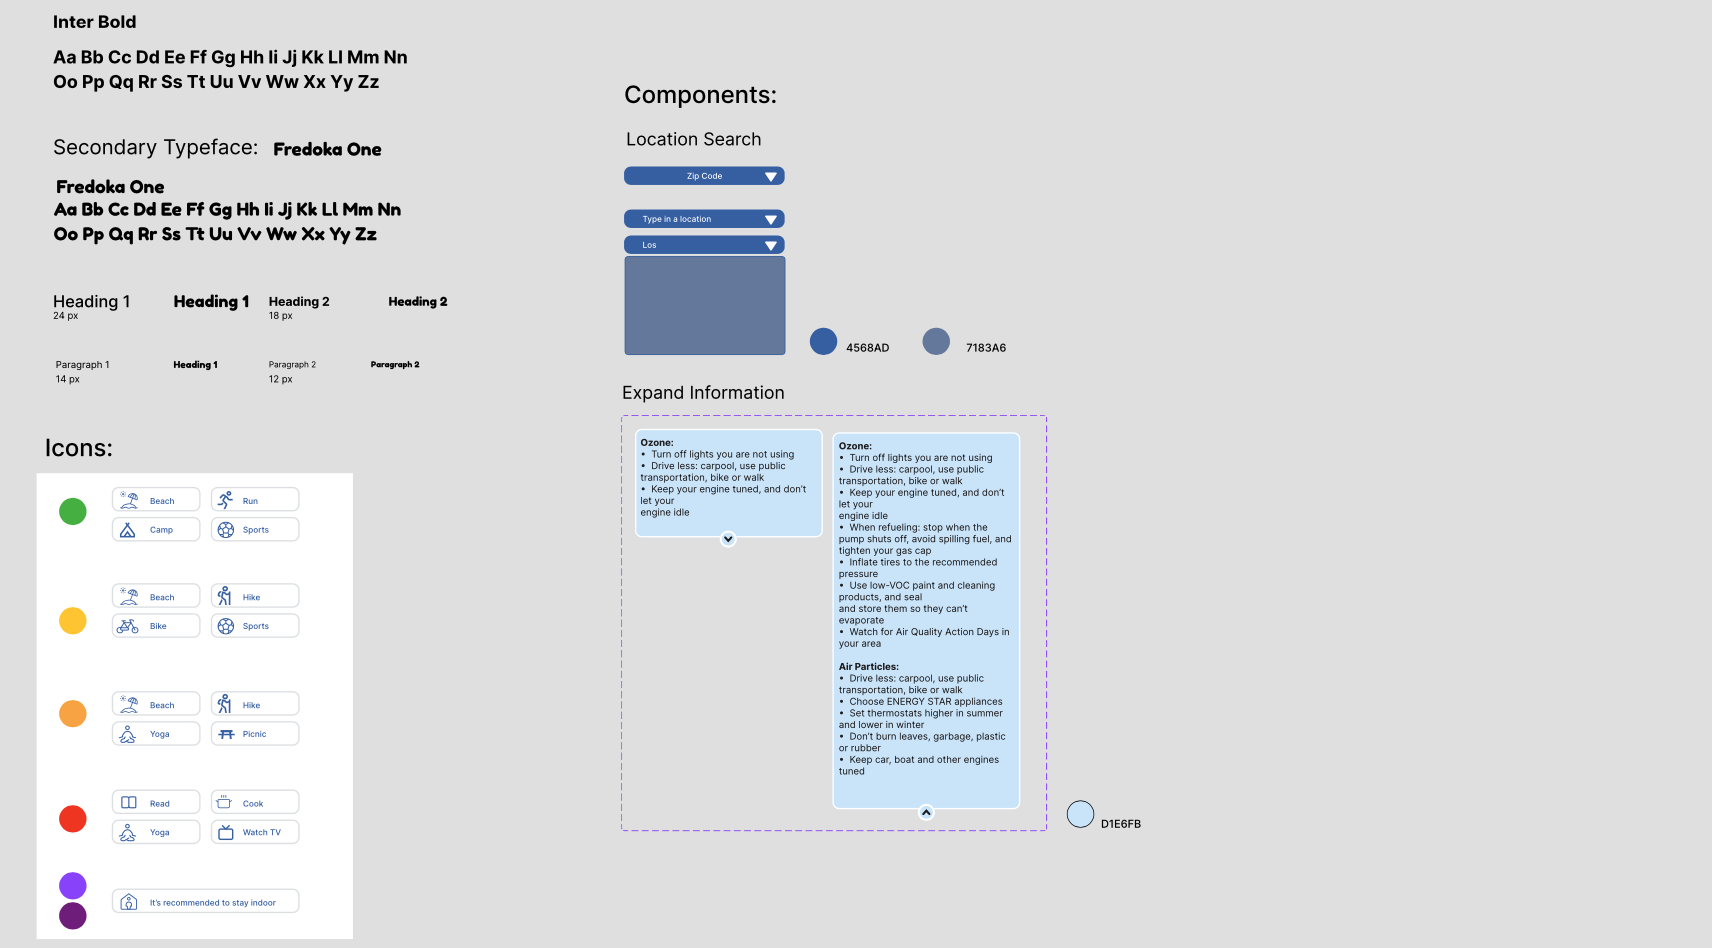 Inter Bold
Aa Bb Cc Dd Ee Ff Gg Hh Ii Jj Kk Ll Mm Nn
Oo Pp Qq Rr Ss Tt Uu Vv Ww Xx Yy Zz
Secondary Typeface: Fredoka One
Fredoka One
Aa Bb Cc Dd Ee Ff Gg Hh Ii Jj Kk Ll Mm Nn
Oo Pp Qq Rr Ss Tt Uu Vv Ww Xx Yy Zz
Heading 1 Heading 1 Heading 2 Heading 2
24 px 18 px
Paragraph 1 Heading 1 Paragraph 2 Paragraph 2
14 px 12 px
Icons:
Beach Run
Camp Sports
Beach Hike
Bike Sports
Beach Hike
Yoga Picnic
Read Cook
Yoga Watch TV
It's recommended to stay indoor
Components:
Location Search
Zip Code
Type in a location
Los
4568AD 7183A6
Expand Information
Ozone:
• Turn off lights you are not using
• Drive less: carpool, use public
transportation, bike or walk
• Keep your engine tuned, and don't
let your
engine idle
Ozone:
• Turn off lights you are not using
• Drive less: carpool, use public
transportation, bike or walk
• Keep your engine tuned, and don't
let your
engine idle
• When refueling: stop when the
pump shuts off, avoid spilling fuel, and
tighten your gas cap
• Inflate tires to the recommended
pressure
• Use low-VOC paint and cleaning
products, and seal
and store them so they can't
evaporate
• Watch for Air Quality Action Days in
your area
Air Particles:
• Drive less: carpool, use public
transportation, bike or walk
• Choose ENERGY STAR appliances
• Set thermostats higher in summer
and lower in winter
• Don't burn leaves, garbage, plastic
or rubber
• Keep car, boat and other engines
tuned
D1E6FB